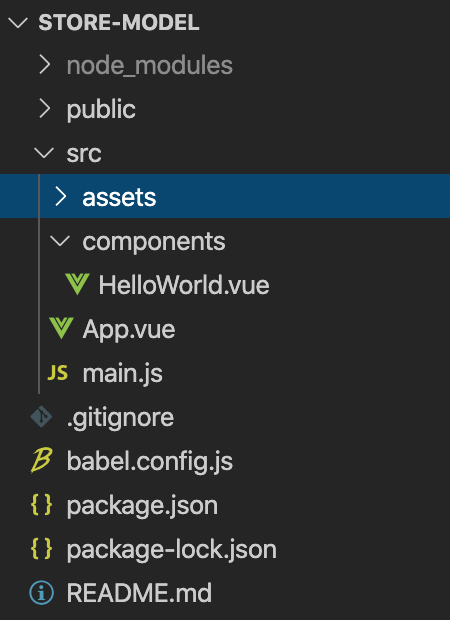 STORE-MODEL
node_modules
public
src
assets
components
HelloWorld.vue
App.vue
JS main.js
.gitignore
B babel.config.js
{ } package.json
{ } package-lock.json
README.md